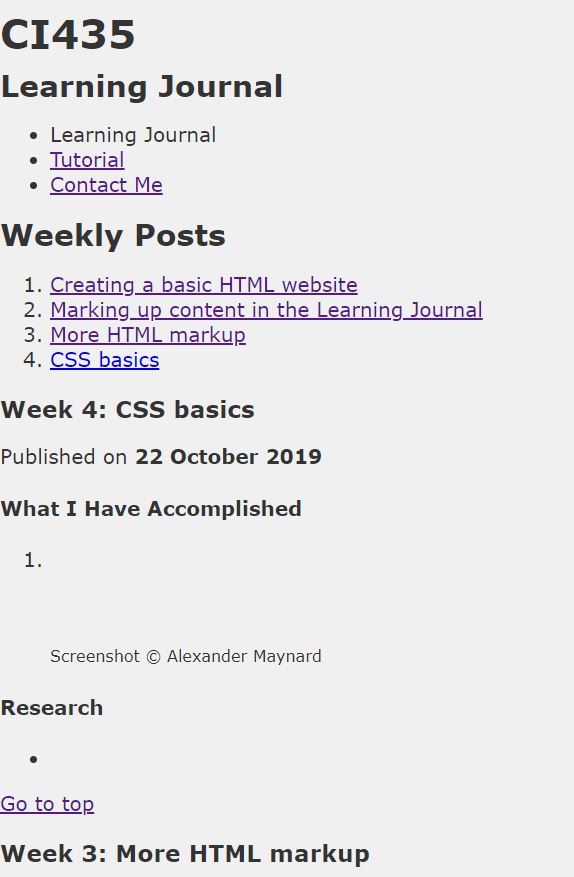 CI435
Learning Journal
Learning Journal
Tutorial
Contact Me
Weekly Posts
1. Creating a basic HTML website
2. Marking up content in the Learning Journal
3. More HTML markup
4. CSS basics
Week 4: CSS basics
Published on 22 October 2019
What I Have Accomplished
1.
Screenshot © Alexander Maynard
Research
Go to top
Week 3: More HTML markup